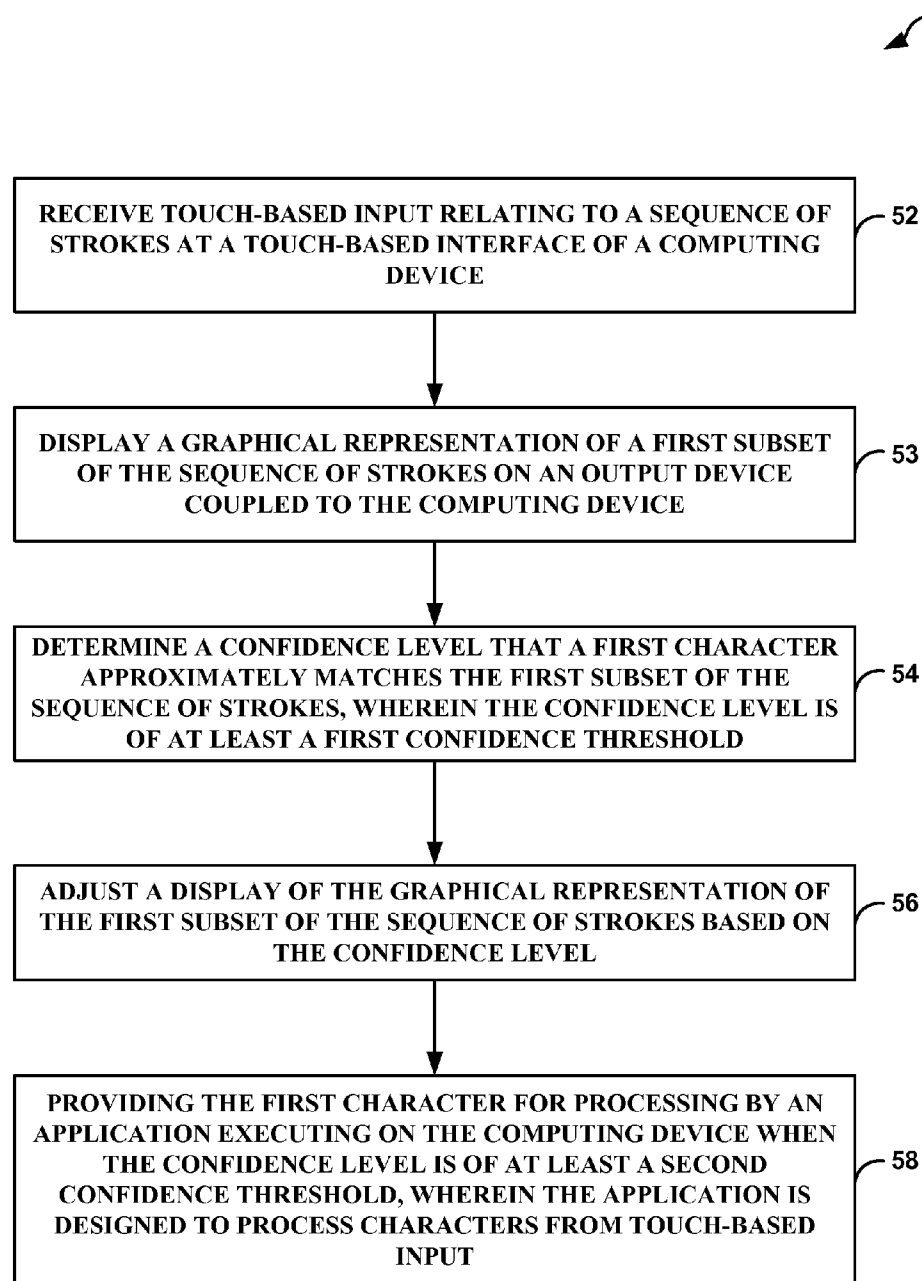 RECEIVE TOUCH-BASED INPUT RELATING TO A SEQUENCE OF
STROKES AT A TOUCH-BASED INTERFACE OF A COMPUTING
DEVICE
52
DISPLAY A GRAPHICAL REPRESENTATION OF A FIRST SUBSET
OF THE SEQUENCE OF STROKES ON AN OUTPUT DEVICE
COUPLED TO THE COMPUTING DEVICE
53
DETERMINE A CONFIDENCE LEVEL THAT A FIRST CHARACTER
APPROXIMATELY MATCHES THE FIRST SUBSET OF THE
SEQUENCE OF STROKES, WHEREIN THE CONFIDENCE LEVEL IS
OF AT LEAST A FIRST CONFIDENCE THRESHOLD
54
ADJUST A DISPLAY OF THE GRAPHICAL REPRESENTATION OF
THE FIRST SUBSET OF THE SEQUENCE OF STROKES BASED ON
THE CONFIDENCE LEVEL
56
PROVIDING THE FIRST CHARACTER FOR PROCESSING BY AN
APPLICATION EXECUTING ON THE COMPUTING DEVICE WHEN
THE CONFIDENCE LEVEL IS OF AT LEAST A SECOND
CONFIDENCE THRESHOLD, WHEREIN THE APPLICATION IS
DESIGNED TO PROCESS CHARACTERS FROM TOUCH-BASED
INPUT
58